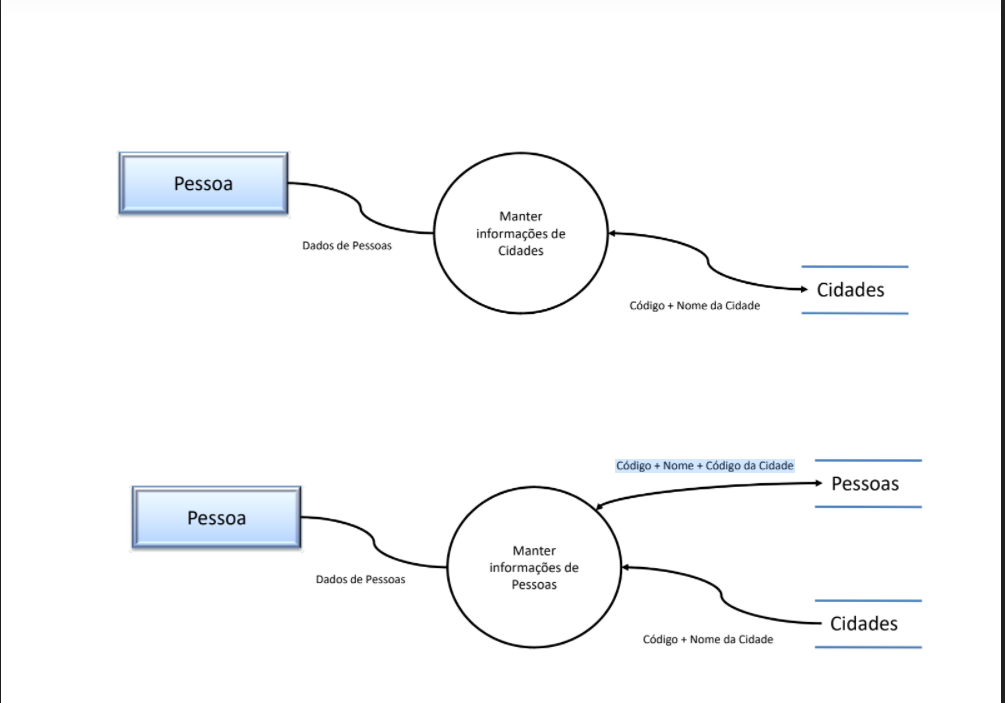 Pessoa
Manter
informações de
Cidades
Dados de Pessoas
Cidades
Código + Nome da Cidade
Código + Nome + Código da Cidade
Pessoas
Pessoa
Manter
informações de
Pessoas
Dados de Pessoas
Cidades
Código + Nome da Cidade